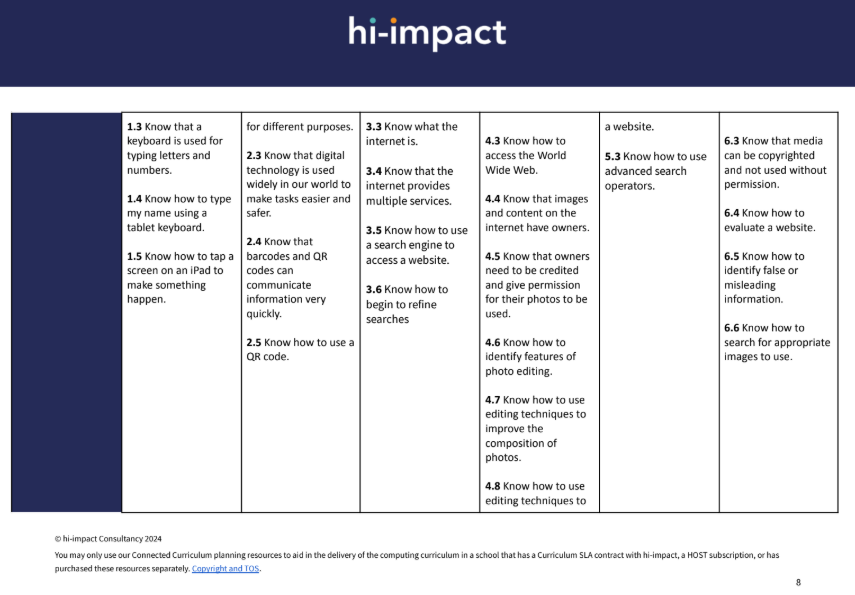 hi-impact
1.3 Know that a
keyboard is used for
typing letters and
numbers.
1.4 Know how to type
my name using a
tablet keyboard.
1.5 Know how to tap a
screen on an iPad to
make something
happen.
for different purposes.
2.3 Know that digital
technology is used
widely in our world to
make tasks easier and
safer.
2.4 Know that
barcodes and QR
codes can
communicate
information very
quickly.
2.5 Know how to use a
QR code.
3.3 Know what the
internet is.
3.4 Know that the
internet provides
multiple services.
3.5 Know how to use
a search engine to
access a website.
3.6 Know how to
begin to refine
searches
4.3 Know how to
access the World
Wide Web.
4.4 Know that images
and content on the
internet have owners.
4.5 Know that owners
need to be credited
and give permission
for their photos to be
used.
4.6 Know how to
identify features of
photo editing.
4.7 Know how to use
editing techniques to
improve the
composition of
photos.
4.8 Know how to use
editing techniques to
a website.
5.3 Know how to use
advanced search
operators.
6.3 Know that media
can be copyrighted
and not used without
permission.
6.4 Know how to
evaluate a website.
6.5 Know how to
identify false or
misleading
information.
6.6 Know how to
search for appropriate
images to use.
© hi-impact Consultancy 2024
You may only use our Connected Curriculum planning resources to aid in the delivery of the computing curriculum in a school that has a Curriculum SLA contract with hi-impact, a HOST subscription, or has
purchased these resources separately. Copyright and TOS.
8